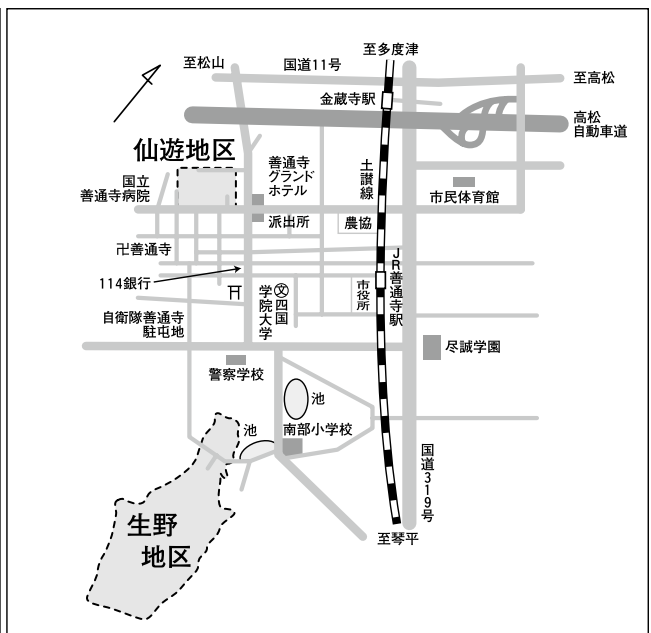 至多度津
至松山
国道11号
至高松
金蔵寺駅
高松
自動車道
仙遊地区
善通寺
グランド
ホテル
土讃線
国立
善通寺病院
市民体育館
派出所
農協
卍善通寺
JR善通寺駅
114銀行
市役所
㊛四国
学院大学
自衛隊善通寺
駐屯地
尽誠学園
警察学校
池
池
南部小学校
国道319号
生野
地区
至琴平